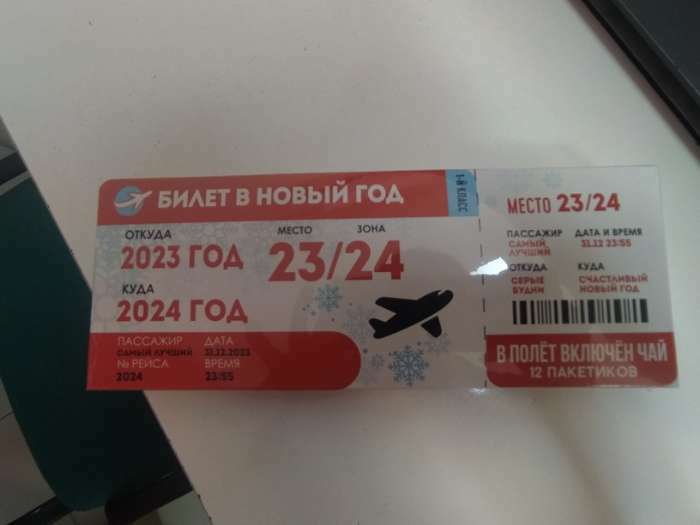 БИЛЕТ В НОВЫЙ ГОД
1-Й КЛАСС
ОТКУДА
2023 ГОД
КУДА
2024 ГОД
МЕСТО ЗОНА
23/24
ПАССАЖИР ДАТА
САМЫЙ ЛУЧШИЙ 31.12.2023
№ РЕЙСА ВРЕМЯ
2024 23:55
МЕСТО 23/24
ПАССАЖИР ДАТА И ВРЕМЯ
САМЫЙ 31.12 23:55
ЛУЧШИЙ
ОТКУДА КУДА
СЕРЫЕ СЧАСТЛИВЫЙ
БУДНИ НОВЫЙ ГОД
В ПОЛЁТ ВКЛЮЧЁН ЧАЙ
12 ПАКЕТИКОВ